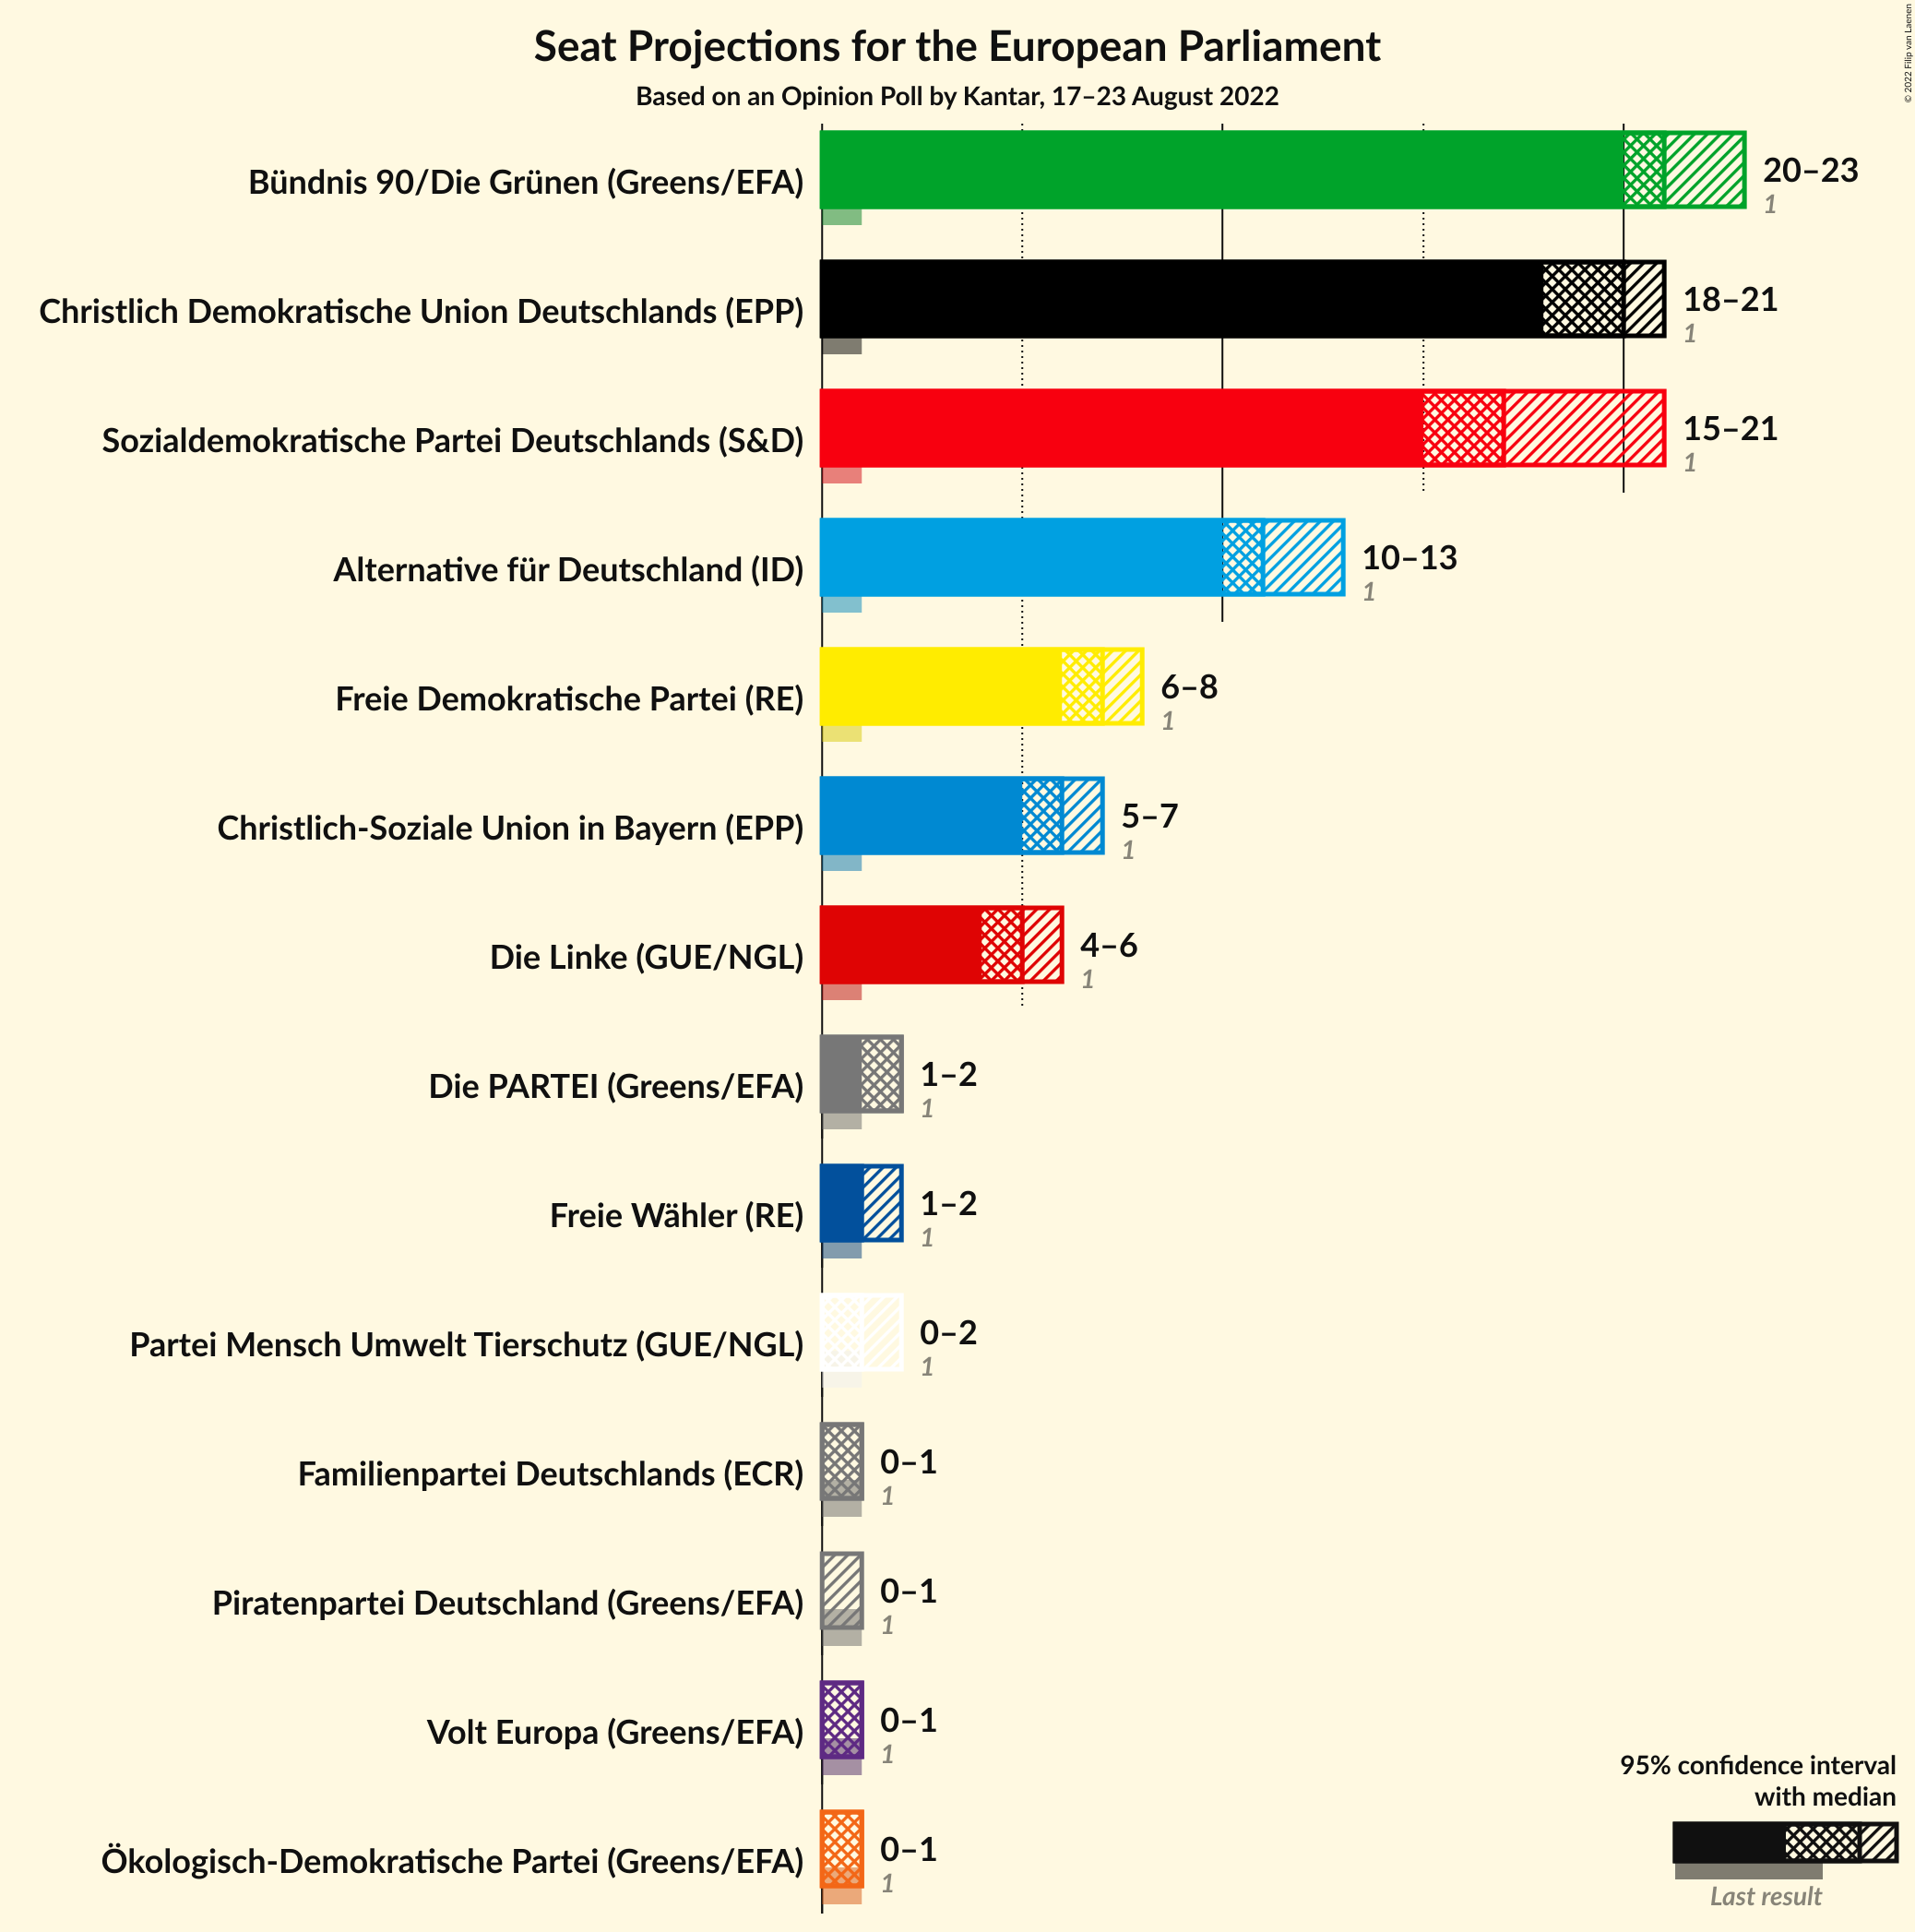 Seat Projections for the European Parliament
Based on an Opinion Poll by Kantar, 17–23 August 2022
© 2022 Filip van Laenen
Bündnis 90/Die Grünen (Greens/EFA)
20–23
1
Christlich Demokratische Union Deutschlands (EPP)
18–21
1
Sozialdemokratische Partei Deutschlands (S&D)
15–21
1
Alternative für Deutschland (ID)
10–13
1
Freie Demokratische Partei (RE)
6–8
1
Christlich-Soziale Union in Bayern (EPP)
5–7
1
Die Linke (GUE/NGL)
4–6
1
Die PARTEI (Greens/EFA)
1–2
1
Freie Wähler (RE)
1–2
1
Partei Mensch Umwelt Tierschutz (GUE/NGL)
0–2
1
Familienpartei Deutschlands (ECR)
0–1
1
Piratenpartei Deutschland (Greens/EFA)
0–1
1
Volt Europa (Greens/EFA)
0–1
1
Ökologisch-Demokratische Partei (Greens/EFA)
0–1
1
95% confidence interval
with median
Last result